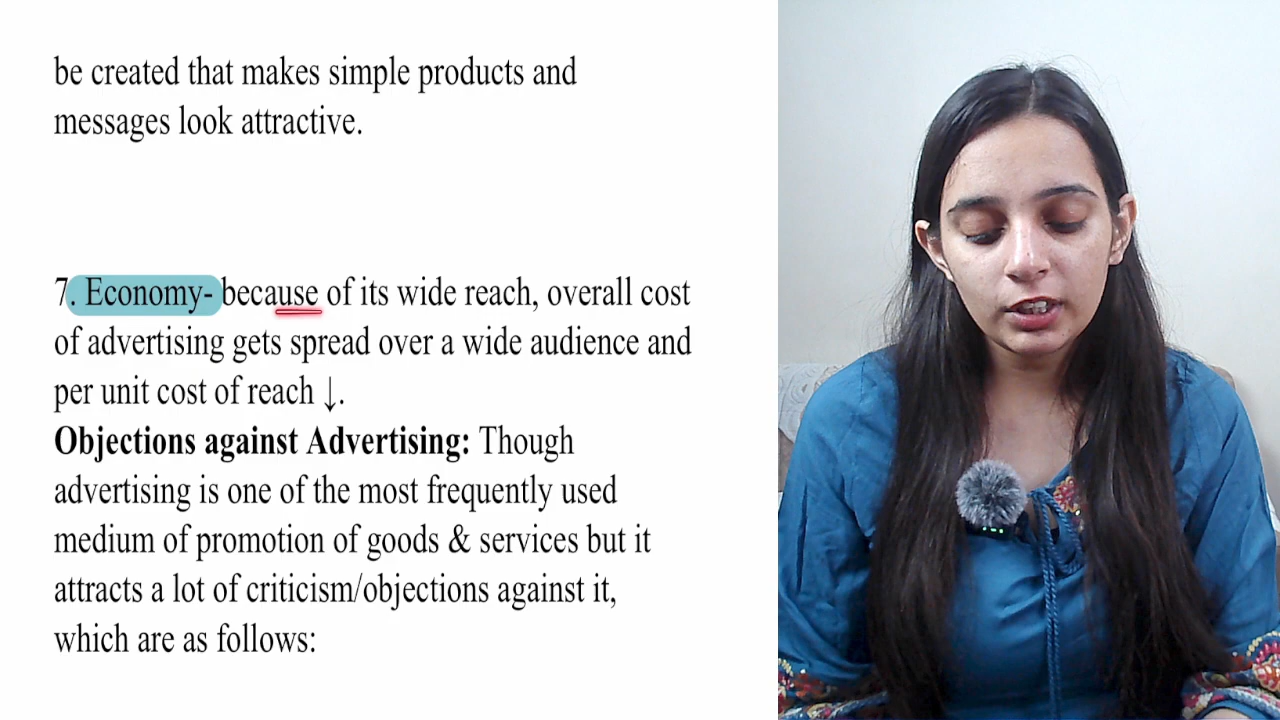 be created that makes simple products and
messages look attractive.
7. Economy- because of its wide reach, overall cost
of advertising gets spread over a wide audience and
per unit cost of reach ↓.
Objections against Advertising: Though
advertising is one of the most frequently used
medium of promotion of goods & services but it
attracts a lot of criticism/objections against it,
which are as follows: